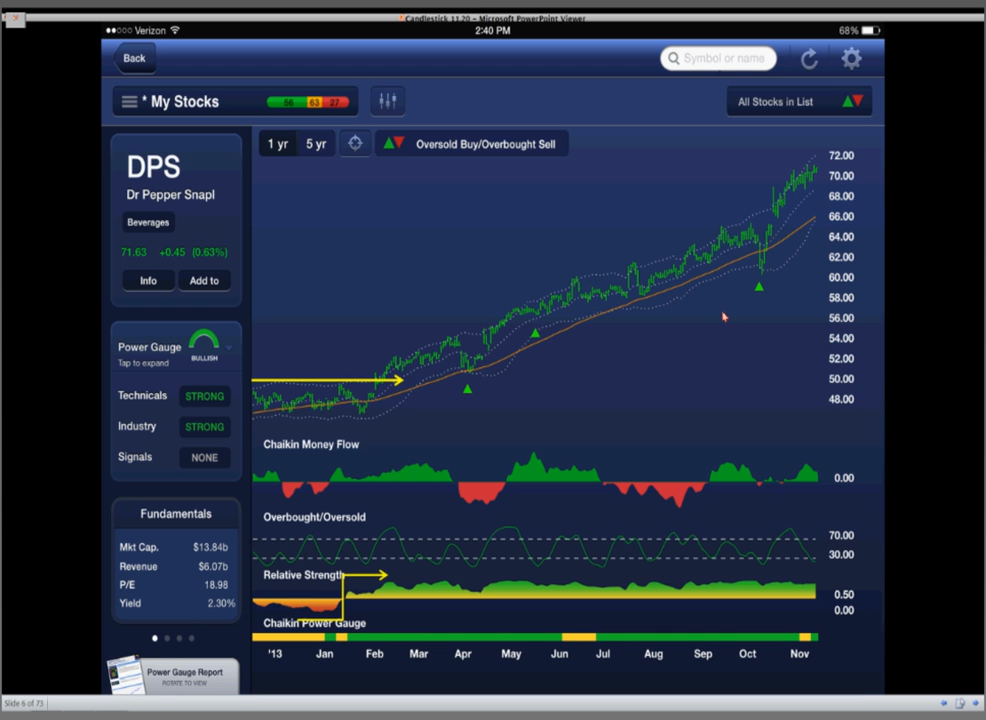 Candlestick 11.20 - Microsoft PowerPoint Viewer
Verizon 2:40 PM 68%
Back Symbol or name
* My Stocks 56 63 27 All Stocks in List
1 yr 5 yr Oversold Buy/Overbought Sell
DPS
Dr Pepper Snapl
Beverages
71.63 +0.45 (0.63%)
Info Add to
Power Gauge
Tap to expand
BULLISH
Technicals STRONG
Industry STRONG
Signals NONE
Fundamentals
Mkt Cap. $13.84b
Revenue $6.07b
P/E 18.98
Yield 2.30%
Power Gauge Report
ROTATE TO VIEW
72.00
70.00
68.00
66.00
64.00
62.00
60.00
58.00
56.00
54.00
52.00
50.00
48.00
Chaikin Money Flow
0.00
Overbought/Oversold
70.00
30.00
Relative Strength
0.50
0.00
Chaikin Power Gauge
'13 Jan Feb Mar Apr May Jun Jul Aug Sep Oct Nov
Slide 6 of 73